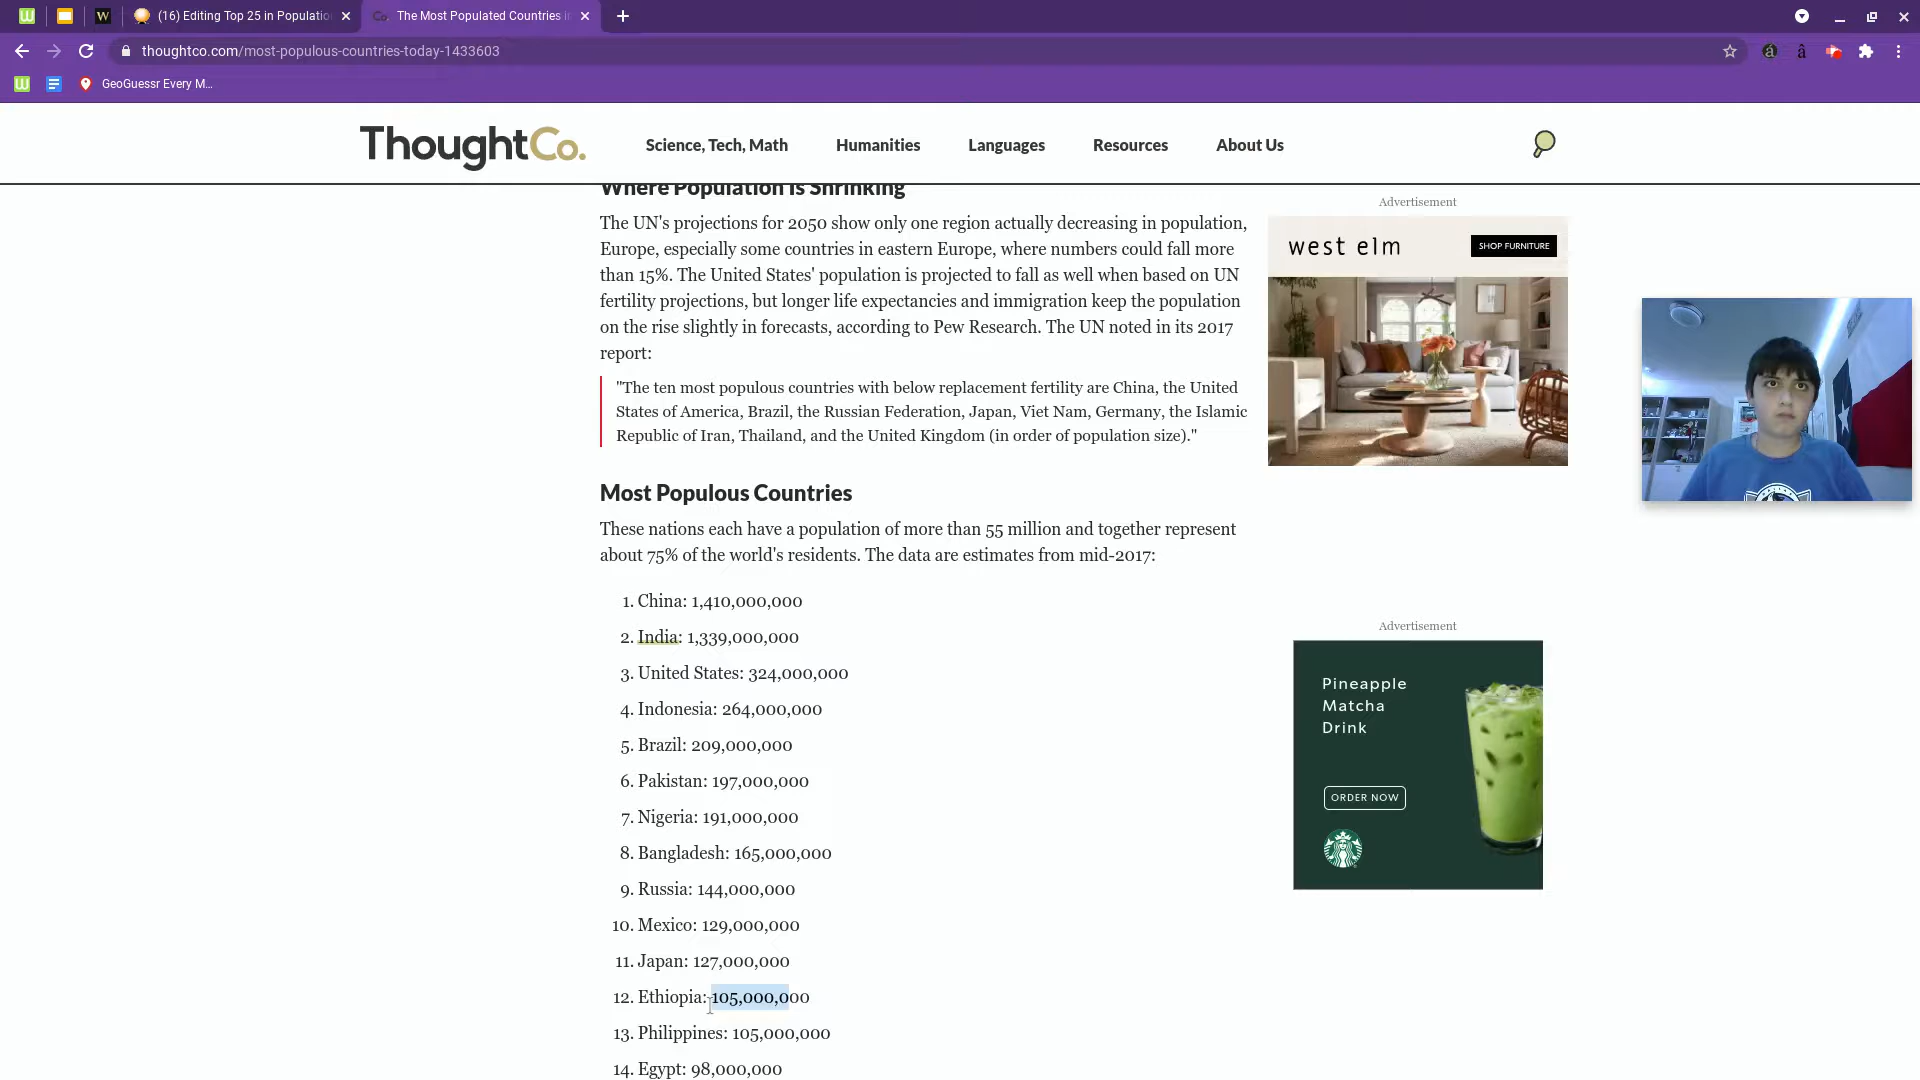 (16) Editing Top 25 in Populatio
The Most Populated Countries i
thoughtco.com/most-populous-countries-today-1433603
GeoGuessr Every M...
ThoughtCo.
Science, Tech, Math
Humanities
Languages
Resources
About Us
Where Population Is Shrinking
The UN's projections for 2050 show only one region actually decreasing in population,
Europe, especially some countries in eastern Europe, where numbers could fall more
than 15%. The United States' population is projected to fall as well when based on UN
fertility projections, but longer life expectancies and immigration keep the population
on the rise slightly in forecasts, according to Pew Research. The UN noted in its 2017
report:
"The ten most populous countries with below replacement fertility are China, the United
States of America, Brazil, the Russian Federation, Japan, Viet Nam, Germany, the Islamic
Republic of Iran, Thailand, and the United Kingdom (in order of population size)."
Most Populous Countries
These nations each have a population of more than 55 million and together represent
about 75% of the world's residents. The data are estimates from mid-2017:
1. China: 1,410,000,000
2. India: 1,339,000,000
3. United States: 324,000,000
4. Indonesia: 264,000,000
5. Brazil: 209,000,000
6. Pakistan: 197,000,000
7. Nigeria: 191,000,000
8. Bangladesh: 165,000,000
9. Russia: 144,000,000
10. Mexico: 129,000,000
11. Japan: 127,000,000
12. Ethiopia: 105,000,000
13. Philippines: 105,000,000
14. Egypt: 98,000,000
Advertisement
west elm
SHOP FURNITURE
Advertisement
Pineapple
Matcha
Drink
ORDER NOW